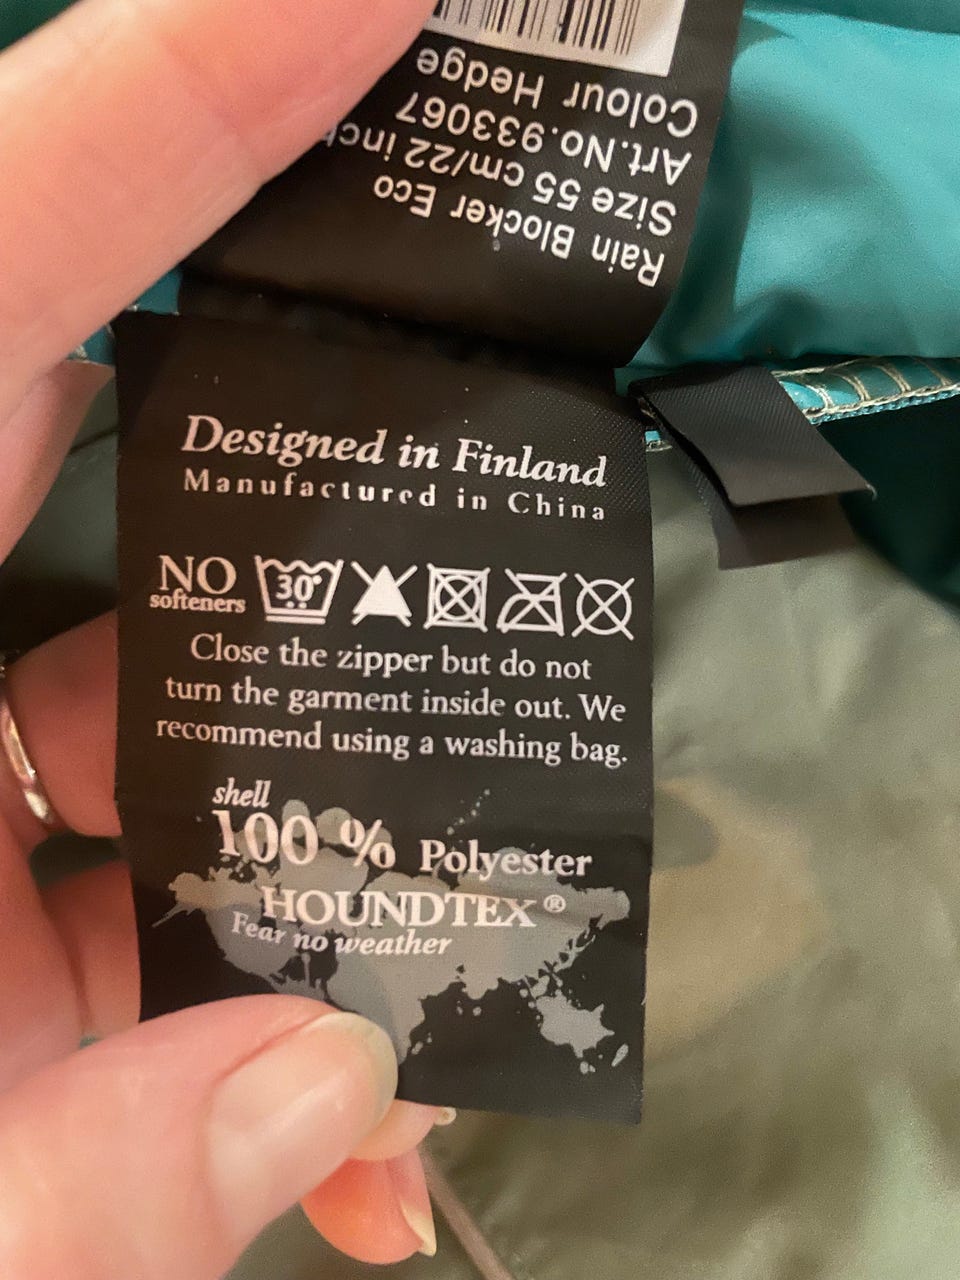 Rain Blocker Eco
Size 55 cm/22 inch
Art.No.933067
Colour Hedge
Designed in Finland
Manufactured in China
NO
softeners
30°
Close the zipper but do not
turn the garment inside out. We
recommend using a washing bag.
shell
100 % Polyester
HOUNDTEX®
Fear no weather